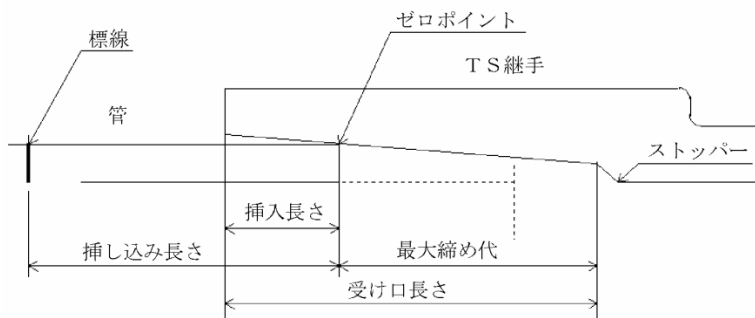 標線
ゼロポイント
ＴＳ継手
管
ストッパー
挿入長さ
挿し込み長さ
最大締め代
受け口長さ